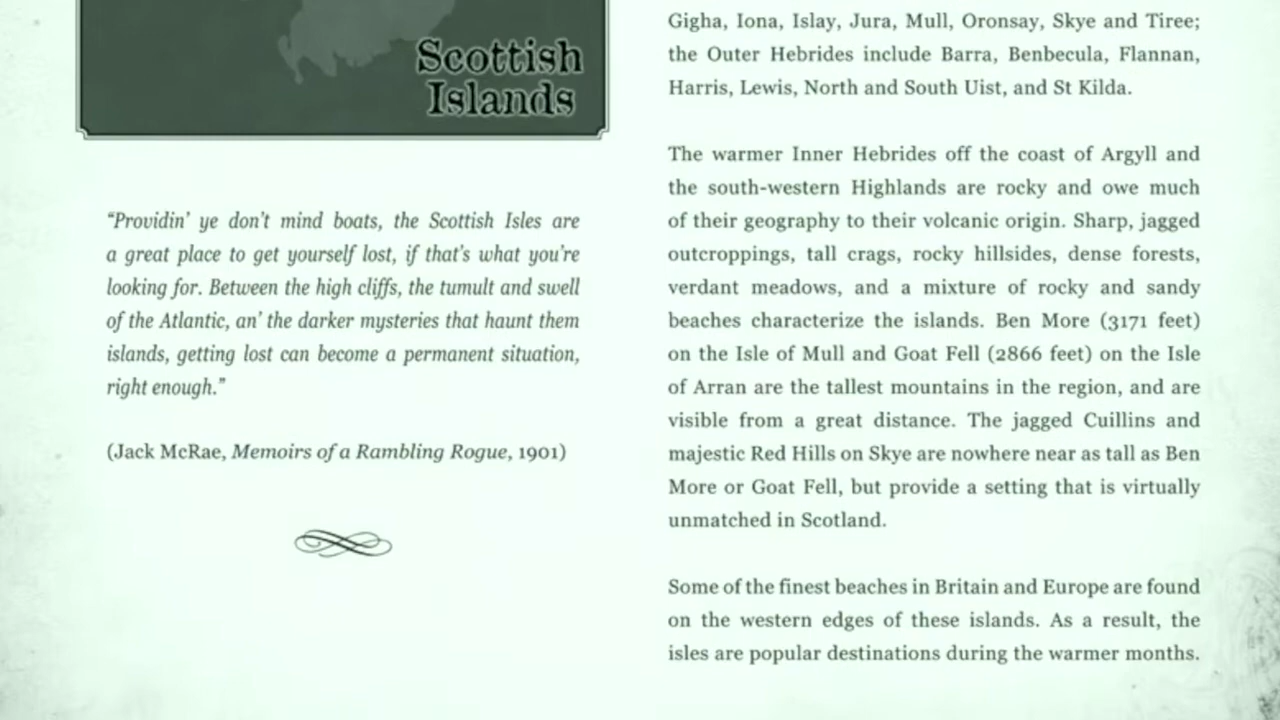 Scottish
Islands
“Providin’ ye don’t mind boats, the Scottish Isles are
a great place to get yourself lost, if that’s what you’re
looking for. Between the high cliffs, the tumult and swell
of the Atlantic, an’ the darker mysteries that haunt them
islands, getting lost can become a permanent situation,
right enough.”
(Jack McRae, Memoirs of a Rambling Rogue, 1901)
Gigha, Iona, Islay, Jura, Mull, Oronsay, Skye and Tiree;
the Outer Hebrides include Barra, Benbecula, Flannan,
Harris, Lewis, North and South Uist, and St Kilda.
The warmer Inner Hebrides off the coast of Argyll and
the south-western Highlands are rocky and owe much
of their geography to their volcanic origin. Sharp, jagged
outcroppings, tall crags, rocky hillsides, dense forests,
verdant meadows, and a mixture of rocky and sandy
beaches characterize the islands. Ben More (3171 feet)
on the Isle of Mull and Goat Fell (2866 feet) on the Isle
of Arran are the tallest mountains in the region, and are
visible from a great distance. The jagged Cuillins and
majestic Red Hills on Skye are nowhere near as tall as Ben
More or Goat Fell, but provide a setting that is virtually
unmatched in Scotland.
Some of the finest beaches in Britain and Europe are found
on the western edges of these islands. As a result, the
isles are popular destinations during the warmer months.